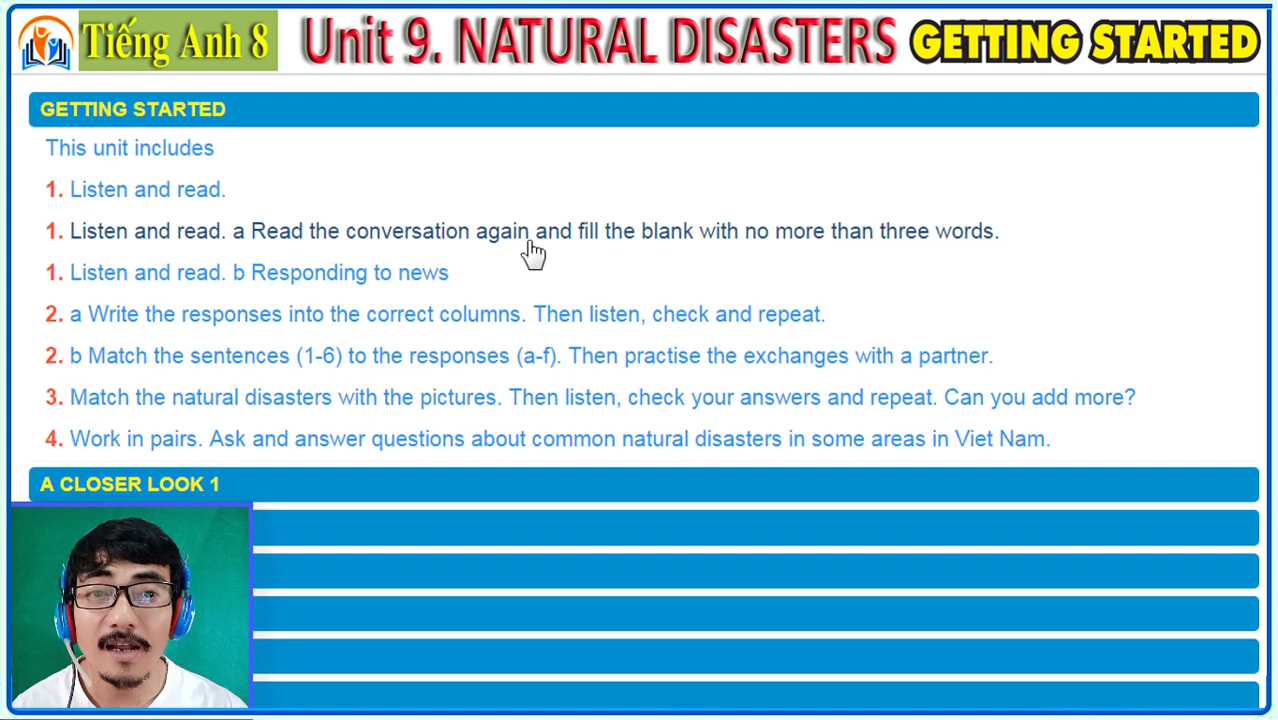 Tiếng Anh 8 Unit 9. NATURAL DISASTERS GETTING STARTED
GETTING STARTED
This unit includes
1. Listen and read.
1. Listen and read. a Read the conversation again and fill the blank with no more than three words.
1. Listen and read. b Responding to news
2. a Write the responses into the correct columns. Then listen, check and repeat.
2. b Match the sentences (1-6) to the responses (a-f). Then practise the exchanges with a partner.
3. Match the natural disasters with the pictures. Then listen, check your answers and repeat. Can you add more?
4. Work in pairs. Ask and answer questions about common natural disasters in some areas in Viet Nam.
A CLOSER LOOK 1